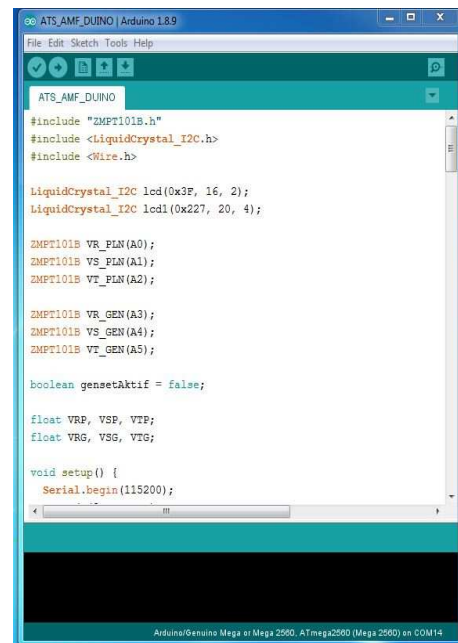 ATS_AMF_DUINO | Arduino 1.8.9
File Edit Sketch Tools Help
ATS_AMF_DUINO
#include "ZMPT101B.h"
#include <LiquidCrystal_I2C.h>
#include <Wire.h>
LiquidCrystal_I2C lcd(0x3F, 16, 2);
LiquidCrystal_I2C lcd1(0x227, 20, 4);
ZMPT101B VR_PLN(A0);
ZMPT101B VS_PLN(A1);
ZMPT101B VT_PLN(A2);
ZMPT101B VR_GEN(A3);
ZMPT101B VS_GEN(A4);
ZMPT101B VT_GEN(A5);
boolean gensetAktif = false;
float VRP, VSP, VTP;
float VRG, VSG, VTG;
void setup() {
Serial.begin(115200);
Arduino/Genuino Mega or Mega 2560, ATmega2560 (Mega 2560) on COM14